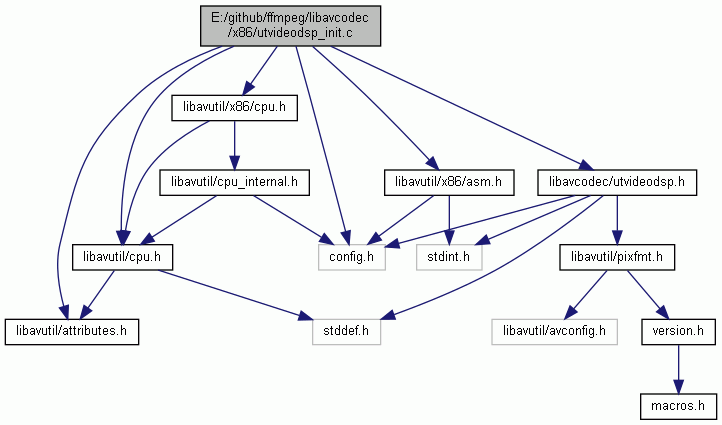 E:/github/ffmpeg/libavcodec
/x86/utvideodsp_init.c
libavutil/x86/cpu.h
libavutil/cpu_internal.h
libavutil/x86/asm.h
libavcodec/utvideodsp.h
libavutil/cpu.h
config.h
stdint.h
libavutil/pixfmt.h
libavutil/attributes.h
stddef.h
libavutil/avconfig.h
version.h
macros.h